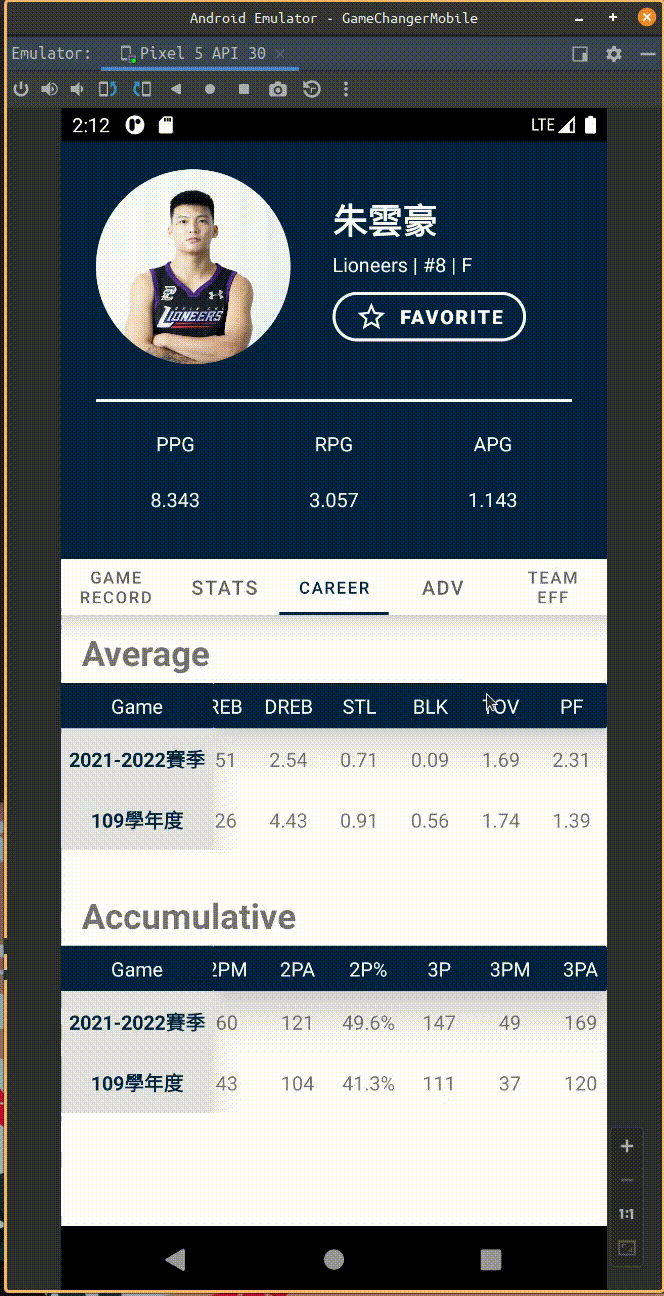 Android Emulator - GameChangerMobile
Emulator: Pixel 5 API 30
2:12 LTE
朱雲豪
Lioneers | #8 | F
FAVORITE
LIONEERS
PPG RPG APG
8.343 3.057 1.143
GAME RECORD STATS CAREER ADV TEAM EFF
Average
Game REB DREB STL BLK TOV PF
2021-2022賽季 51 2.54 0.71 0.09 1.69 2.31
109學年度 26 4.43 0.91 0.56 1.74 1.39
Accumulative
Game 2PM 2PA 2P% 3P 3PM 3PA
2021-2022賽季 60 121 49.6% 147 49 169
109學年度 43 104 41.3% 111 37 120
1:1